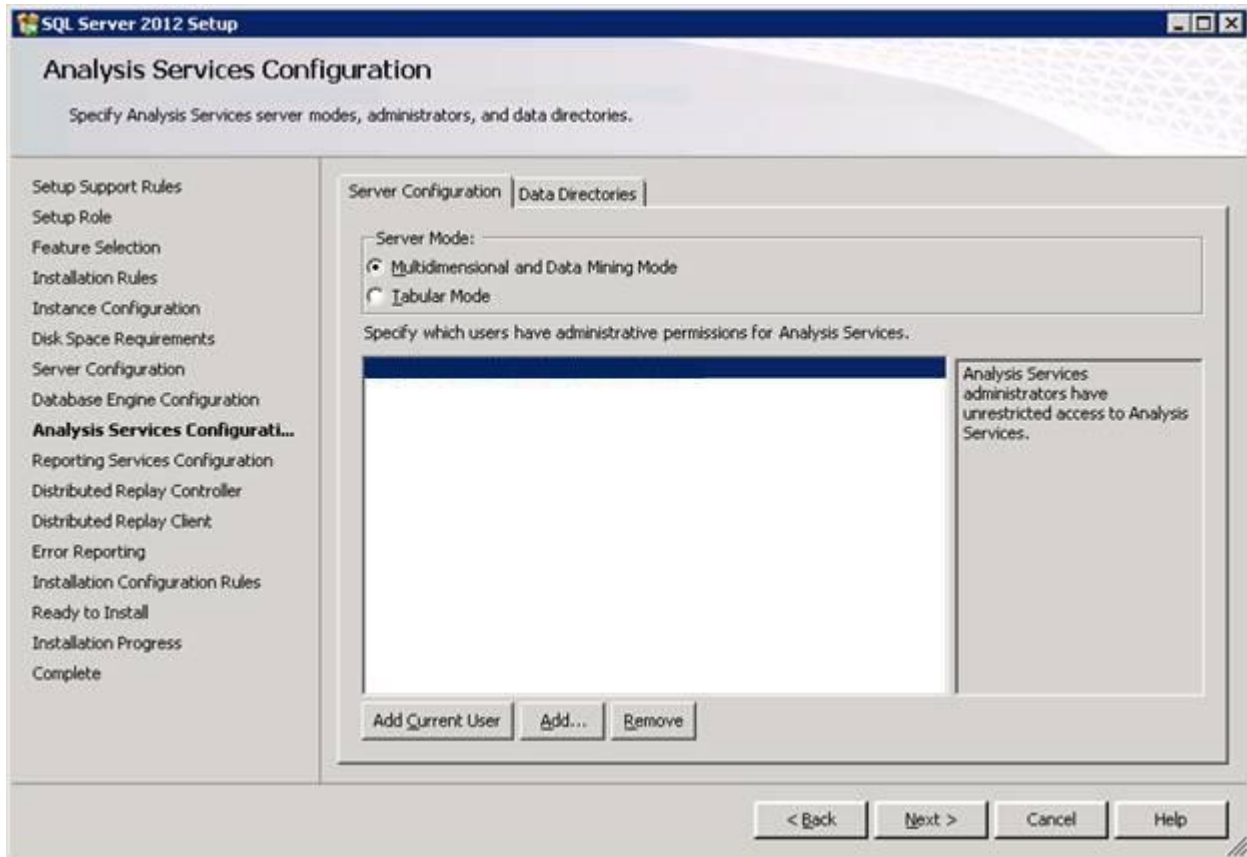 SQL Server 2012 Setup
Analysis Services Configuration
Specify Analysis Services server modes, administrators, and data directories.
Setup Support Rules
Setup Role
Feature Selection
Installation Rules
Instance Configuration
Disk Space Requirements
Server Configuration
Database Engine Configuration
Analysis Services Configurati...
Reporting Services Configuration
Distributed Replay Controller
Distributed Replay Client
Error Reporting
Installation Configuration Rules
Ready to Install
Installation Progress
Complete
Server Configuration
Data Directories
Server Mode:
Multidimensional and Data Mining Mode
Tabular Mode
Specify which users have administrative permissions for Analysis Services.
Analysis Services
administrators have
unrestricted access to Analysis
Services.
Add Current User
Add...
Remove
< Back
Next >
Cancel
Help